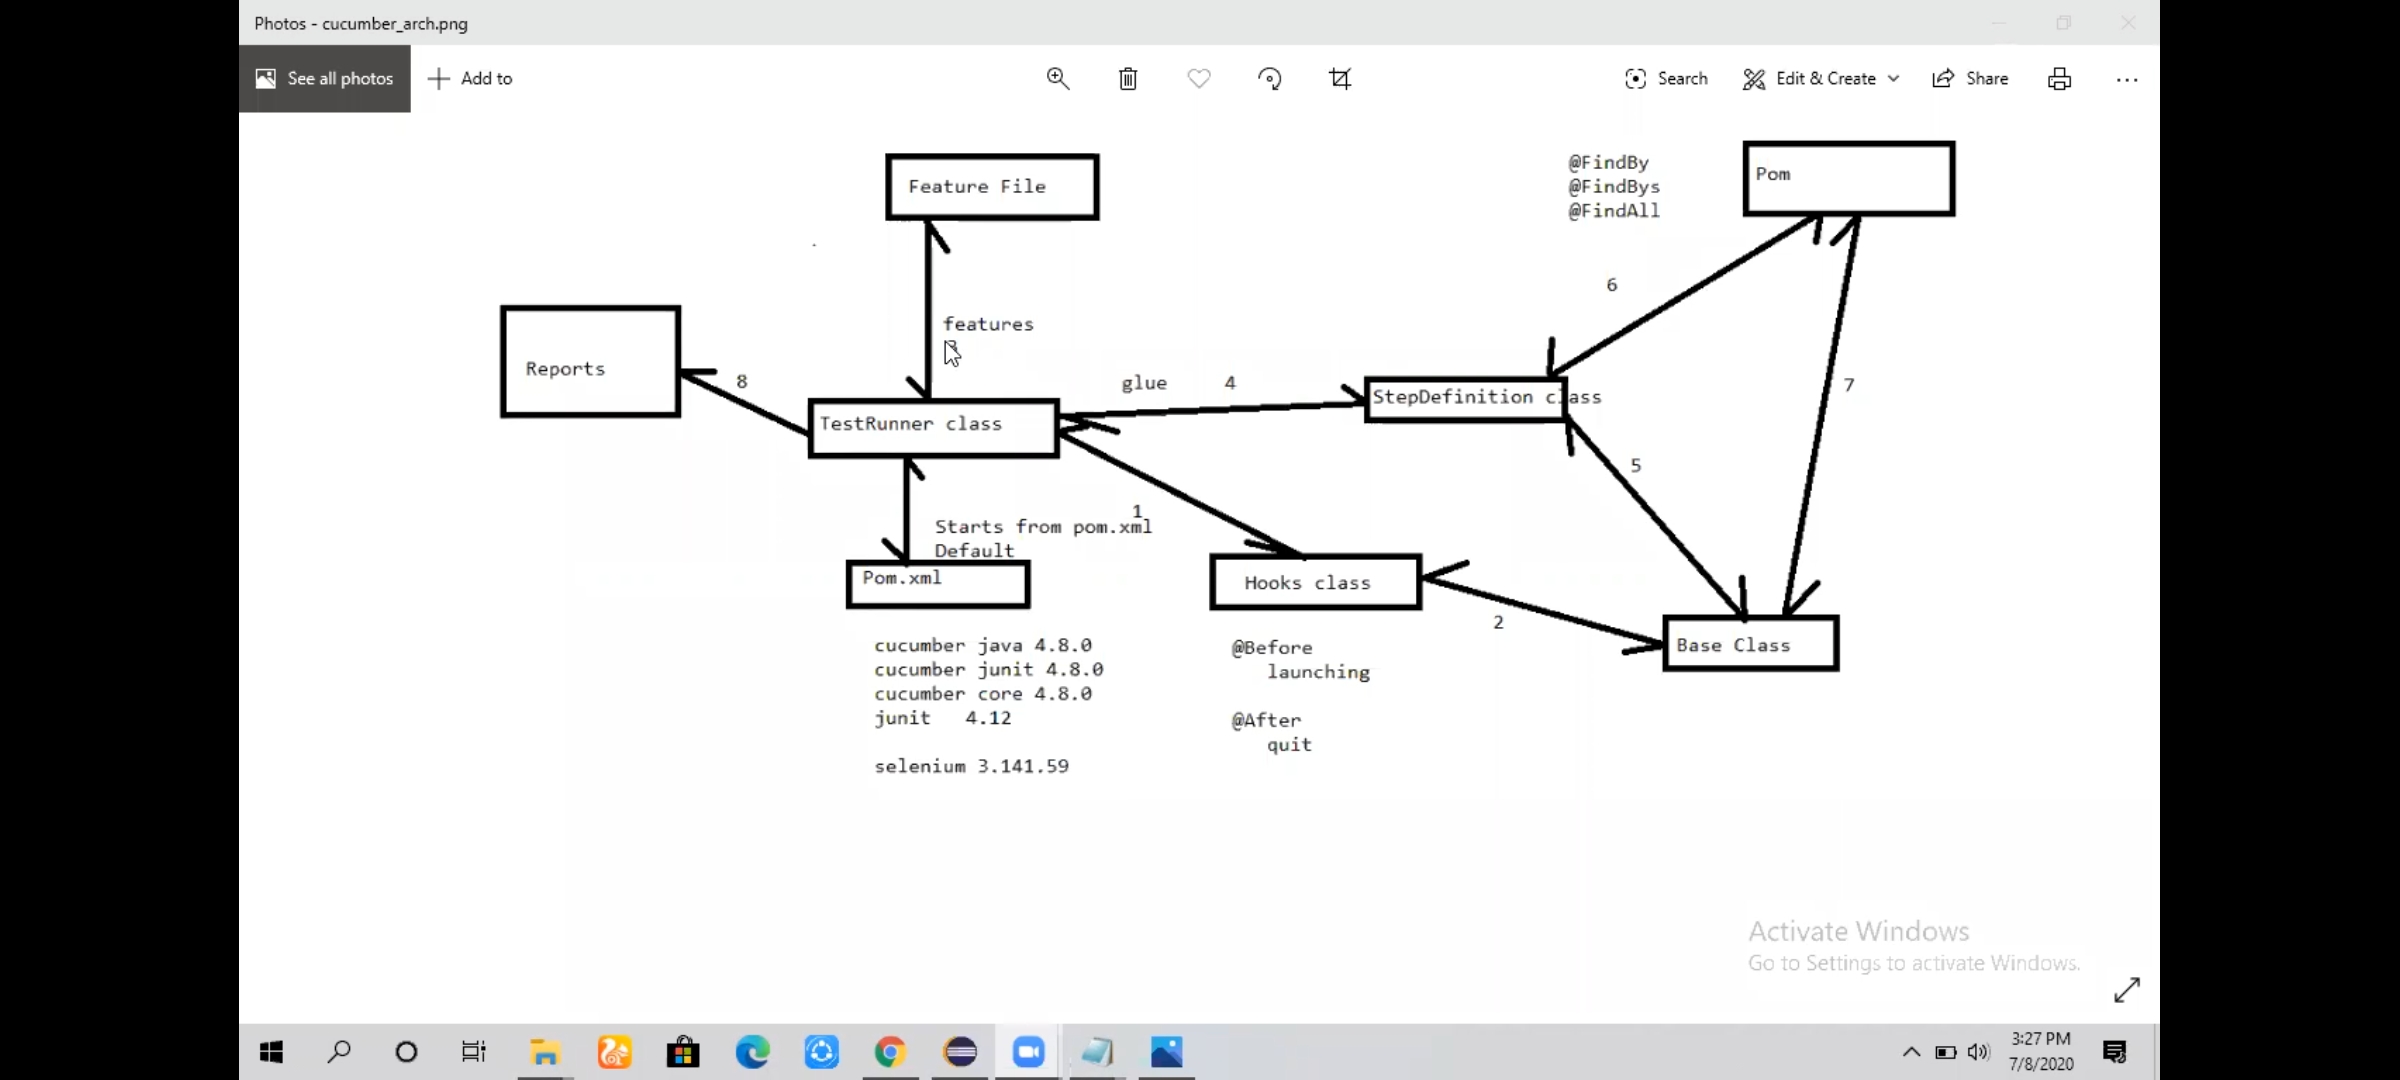 Photos - cucumber_arch.png
See all photos
Add to
Search
Edit & Create
Share
Feature File
@FindBy
@FindBys
@FindAll
Pom
6
features
Reports
8
glue 4
StepDefinition class
7
TestRunner class
5
1
Starts from pom.xml
Default
Pom.xml
Hooks class
2
Base Class
cucumber java 4.8.0
cucumber junit 4.8.0
cucumber core 4.8.0
junit 4.12
selenium 3.141.59
@Before
launching
@After
quit
Activate Windows
Go to Settings to activate Windows.
3:27 PM
7/8/2020